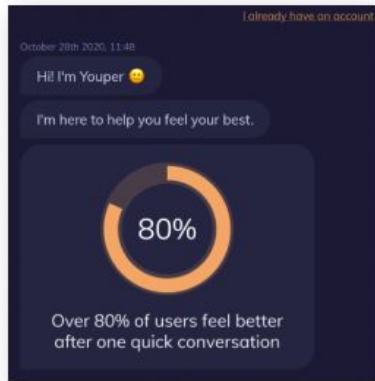 I already have an account
October 28th 2020, 11:48
Hi! I'm Youper 🙂
I'm here to help you feel your best.
80%
Over 80% of users feel better
after one quick conversation